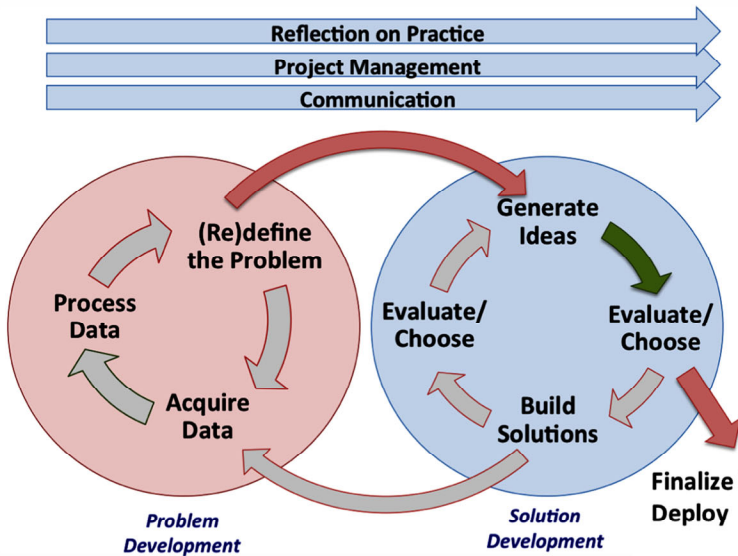 Reflection on Practice
Project Management
Communication
(Re)define
the Problem
Process
Data
Acquire
Data
Generate
Ideas
Evaluate/
Choose
Evaluate/
Choose
Build
Solutions
Finalize
Deploy
Problem
Development
Solution
Development